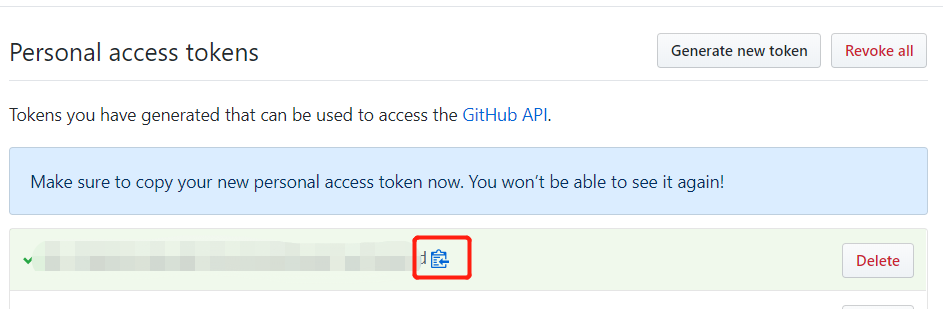 Personal access tokens
Generate new token
Revoke all
Tokens you have generated that can be used to access the GitHub API.
Make sure to copy your new personal access token now. You won’t be able to see it again!
d
Delete